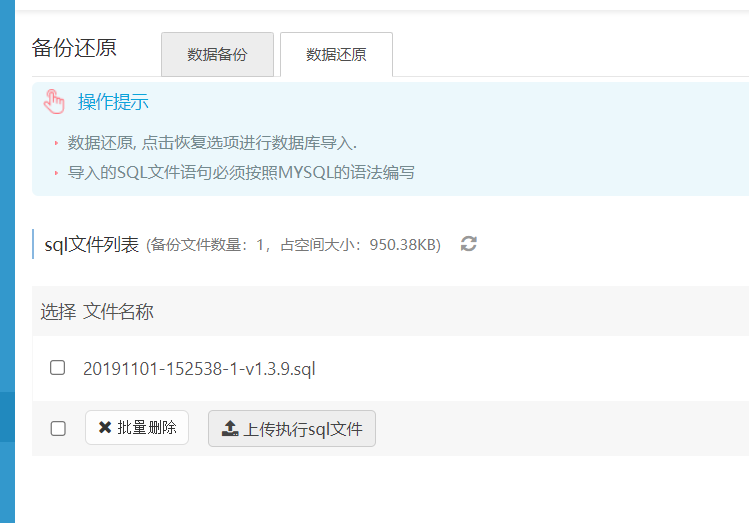 备份还原 数据备份 数据还原
操作提示
数据还原, 点击恢复选项进行数据库导入.
导入的SQL文件语句必须按照MYSQL的语法编写
sql文件列表 (备份文件数量：1，占空间大小：950.38KB)
选择 文件名称
20191101-152538-1-v1.3.9.sql
批量删除 上传执行sql文件